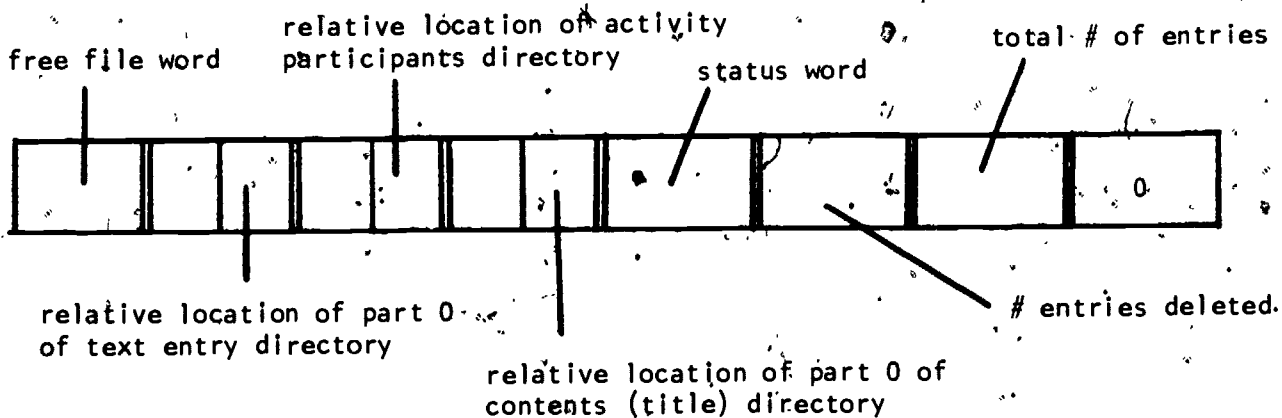 free file word
relative location of activity
participants directory
status word
total # of entries
0
relative location of part 0
of text entry directory
relative location of part 0 of
contents (title) directory
# entries deleted